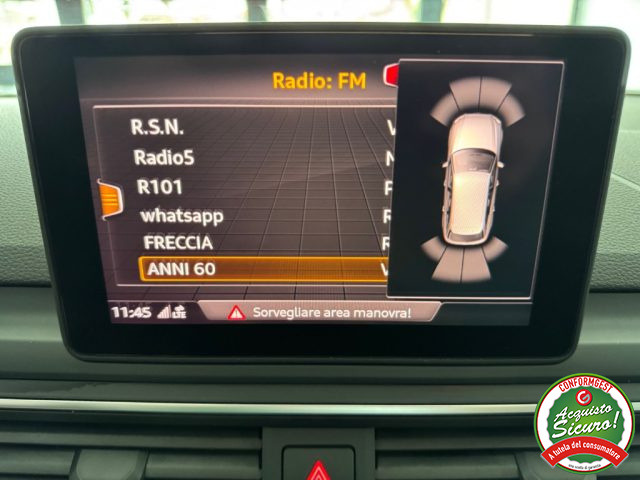 Radio: FM
R.S.N. V
Radio5
R101
whatsapp R
FRECCIA R
ANNI 60 V
11:45 LTE
Sorvegliare area manovra!
CONFORMGEST
Acquisto
Sicuro!
A tutela del consumatore